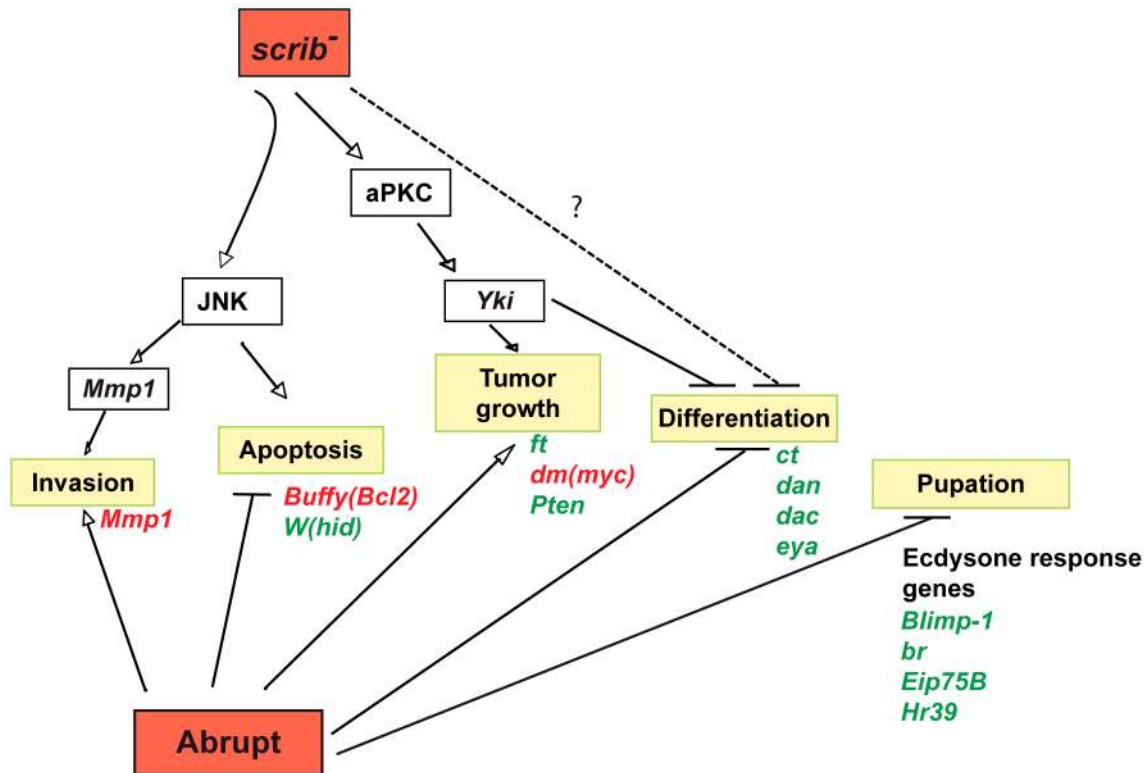 scrib-
aPKC
?
JNK
Yki
Mmp1
Tumor
growth
Differentiation
Apoptosis
ft
dm(myc)
Pten
ct
dan
dac
eya
Invasion
Mmp1
Buffy(Bcl2)
W(hid)
Pupation
Ecdysone response
genes
Blimp-1
br
Eip75B
Hr39
Abrupt